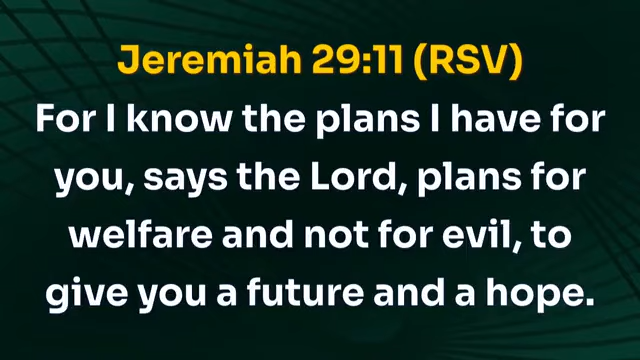 Jeremiah 29:11 (RSV)
For I know the plans I have for
you, says the Lord, plans for
welfare and not for evil, to
give you a future and a hope.